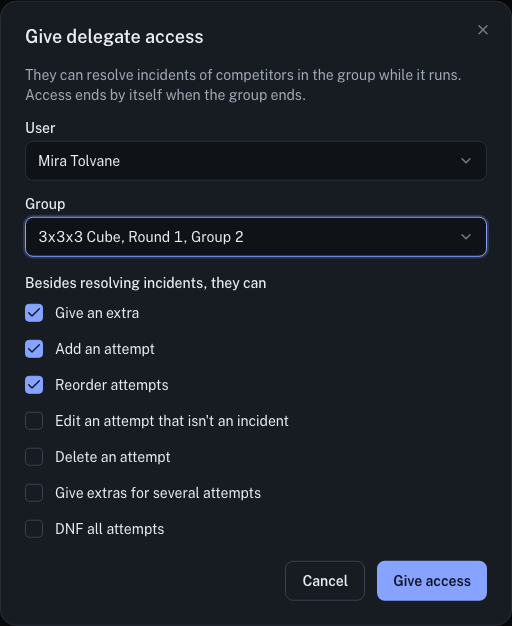 Give delegate access
They can resolve incidents of competitors in the group while it runs.
Access ends by itself when the group ends.
User
Mira Tolvane
Group
3x3x3 Cube, Round 1, Group 2
Besides resolving incidents, they can
Give an extra
Add an attempt
Reorder attempts
Edit an attempt that isn't an incident
Delete an attempt
Give extras for several attempts
DNF all attempts
Cancel
Give access